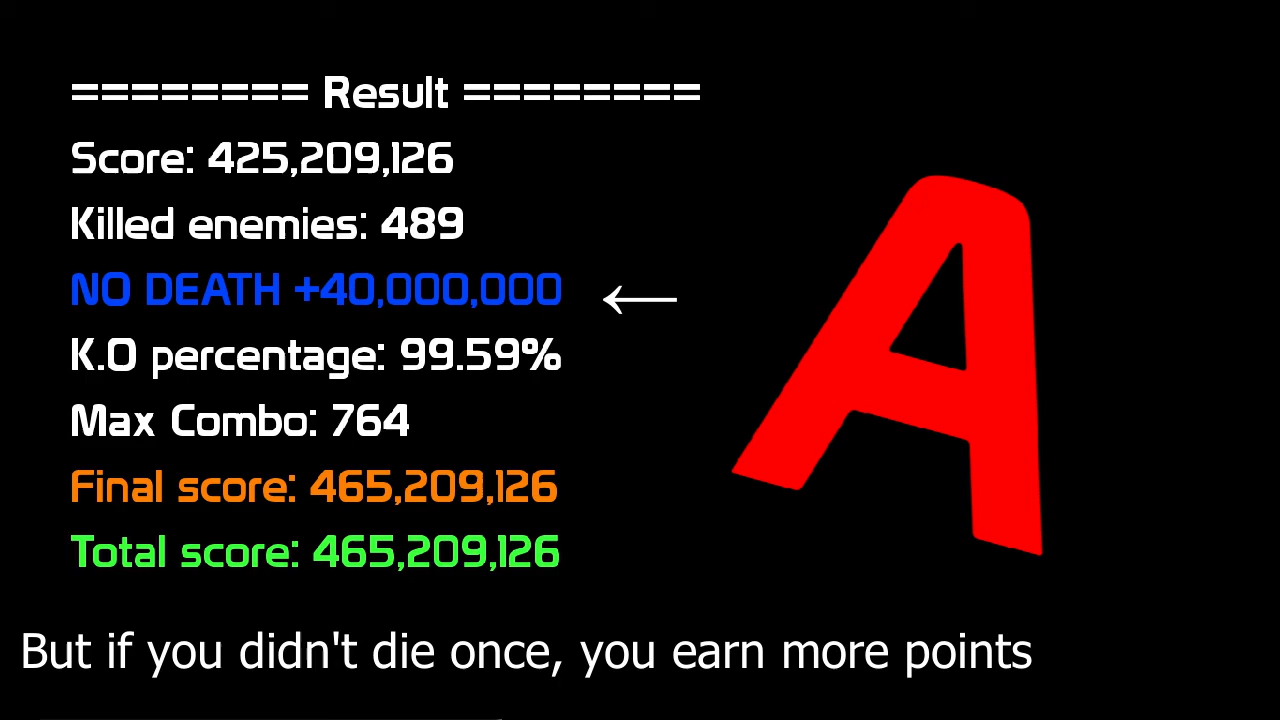 ======== Result ========
Score: 425,209,126
Killed enemies: 489
NO DEATH +40,000,000 ←
K.O percentage: 99.59%
Max Combo: 764
Final score: 465,209,126
Total score: 465,209,126
A
But if you didn't die once, you earn more points